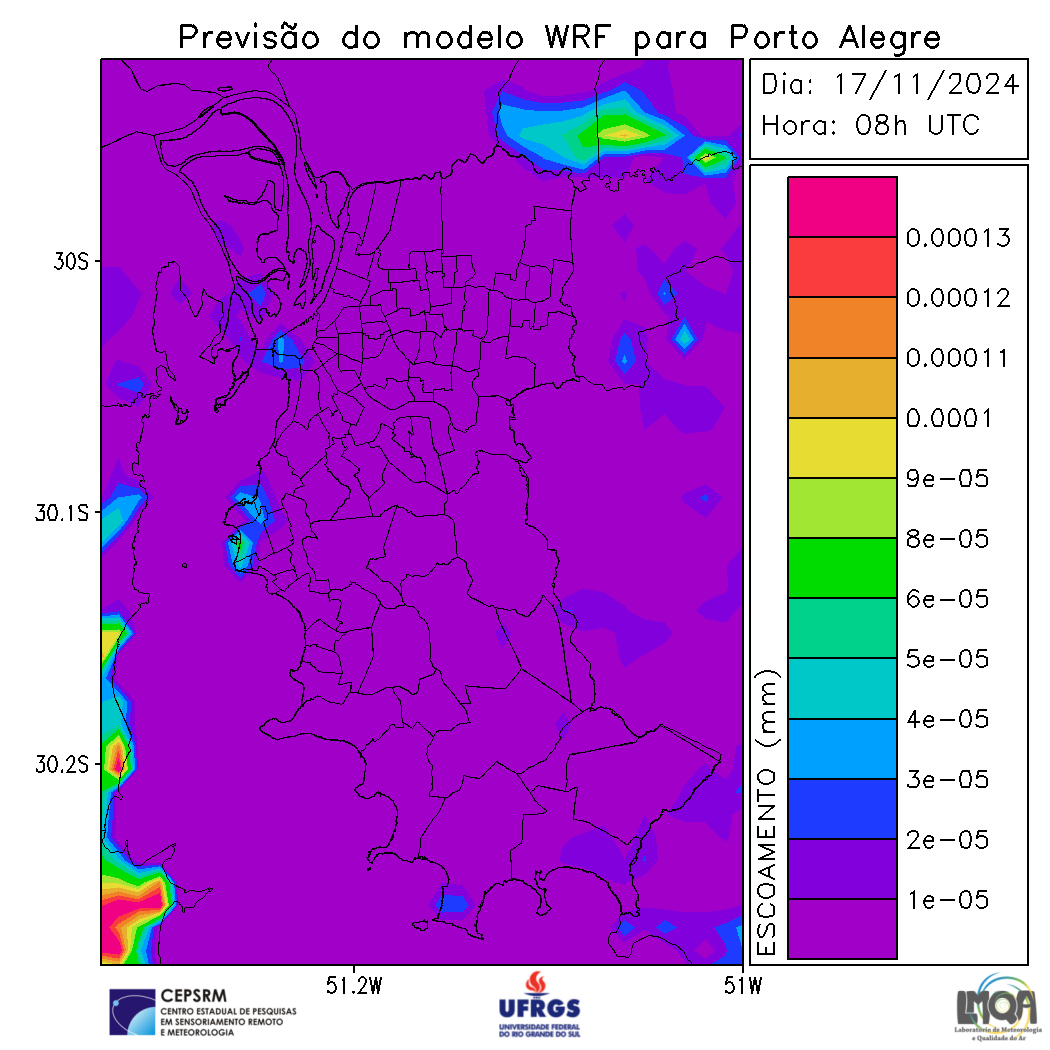 Previsão do modelo WRF para Porto Alegre
Dia: 17/11/2024
Hora: 08h UTC
30S
30.1S
30.2S
51.2W
51W
ESCOAMENTO (mm)
0.00013
0.00012
0.00011
0.0001
9e-05
8e-05
6e-05
5e-05
4e-05
3e-05
2e-05
1e-05
CEPSRM
CENTRO ESTADUAL DE PESQUISAS
EM SENSORIAMENTO REMOTO
E METEOROLOGIA
UFRGS
UNIVERSIDADE FEDERAL
DO RIO GRANDE DO SUL
LMQA
Laboratório de Meteorologia
e Qualidade do Ar